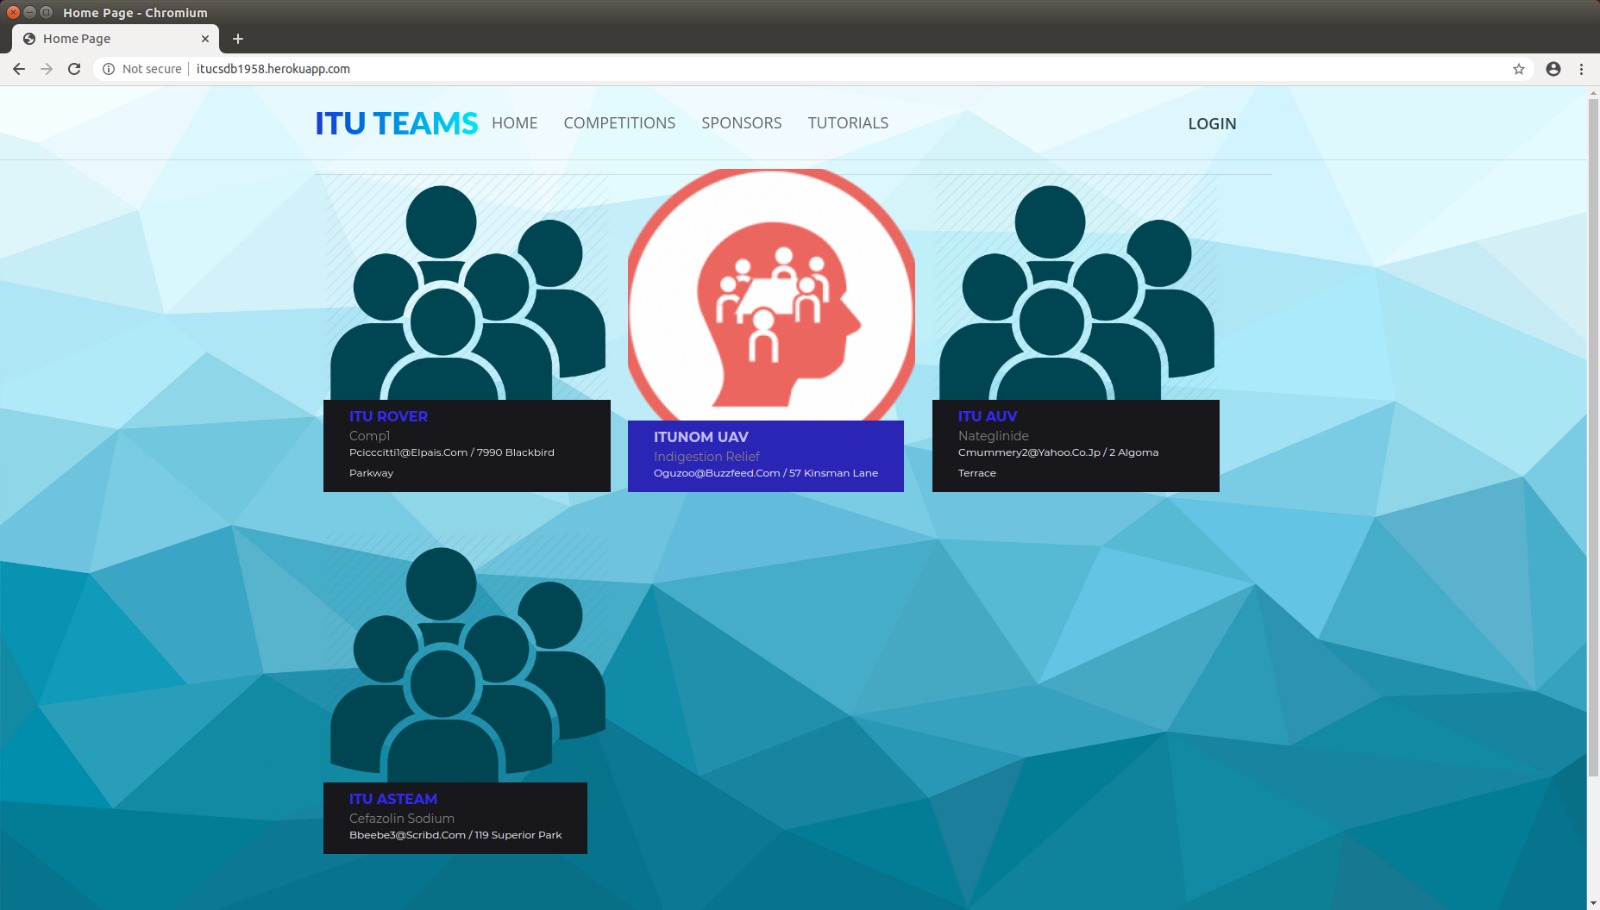 Home Page - Chromium
Home Page
Not secure
itucsdb1958.herokuapp.com
ITU TEAMS
HOME
COMPETITIONS
SPONSORS
TUTORIALS
LOGIN
ITU ROVER
Comp1
Pcicccitti1@Elpais.Com / 7990 Blackbird
Parkway
ITUNOM UAV
Indigestion Relief
Oguzoo@Buzzfeed.Com / 57 Kinsman Lane
ITU AUV
Nateglinide
Cmummery2@Yahoo.Co.Jp / 2 Algoma
Terrace
ITU ASTEAM
Cefazolin Sodium
Bbeebe3@Scribd.Com / 119 Superior Park